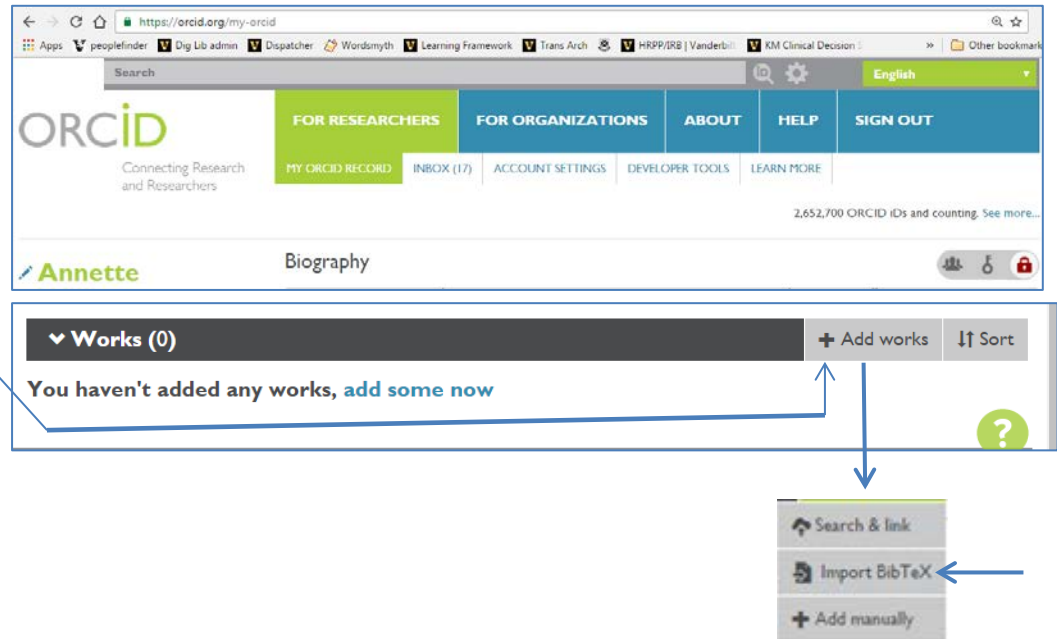 https://orcid.org/my-orcid
Apps peoplefinder Dig Lib admin Dispatcher Wordsmyth Learning Framework Trans Arch HRPP/IRB | Vanderbilt KM Clinical Decision S » Other bookmark
Search English
ORCiD
Connecting Research
and Researchers
FOR RESEARCHERS FOR ORGANIZATIONS ABOUT HELP SIGN OUT
MY ORCID RECORD INBOX (17) ACCOUNT SETTINGS DEVELOPER TOOLS LEARN MORE
2,652,700 ORCID iDs and counting. See more...
Annette Biography
Works (0) Add works Sort
You haven't added any works, add some now
?
Search & link
Import BibTeX
Add manually